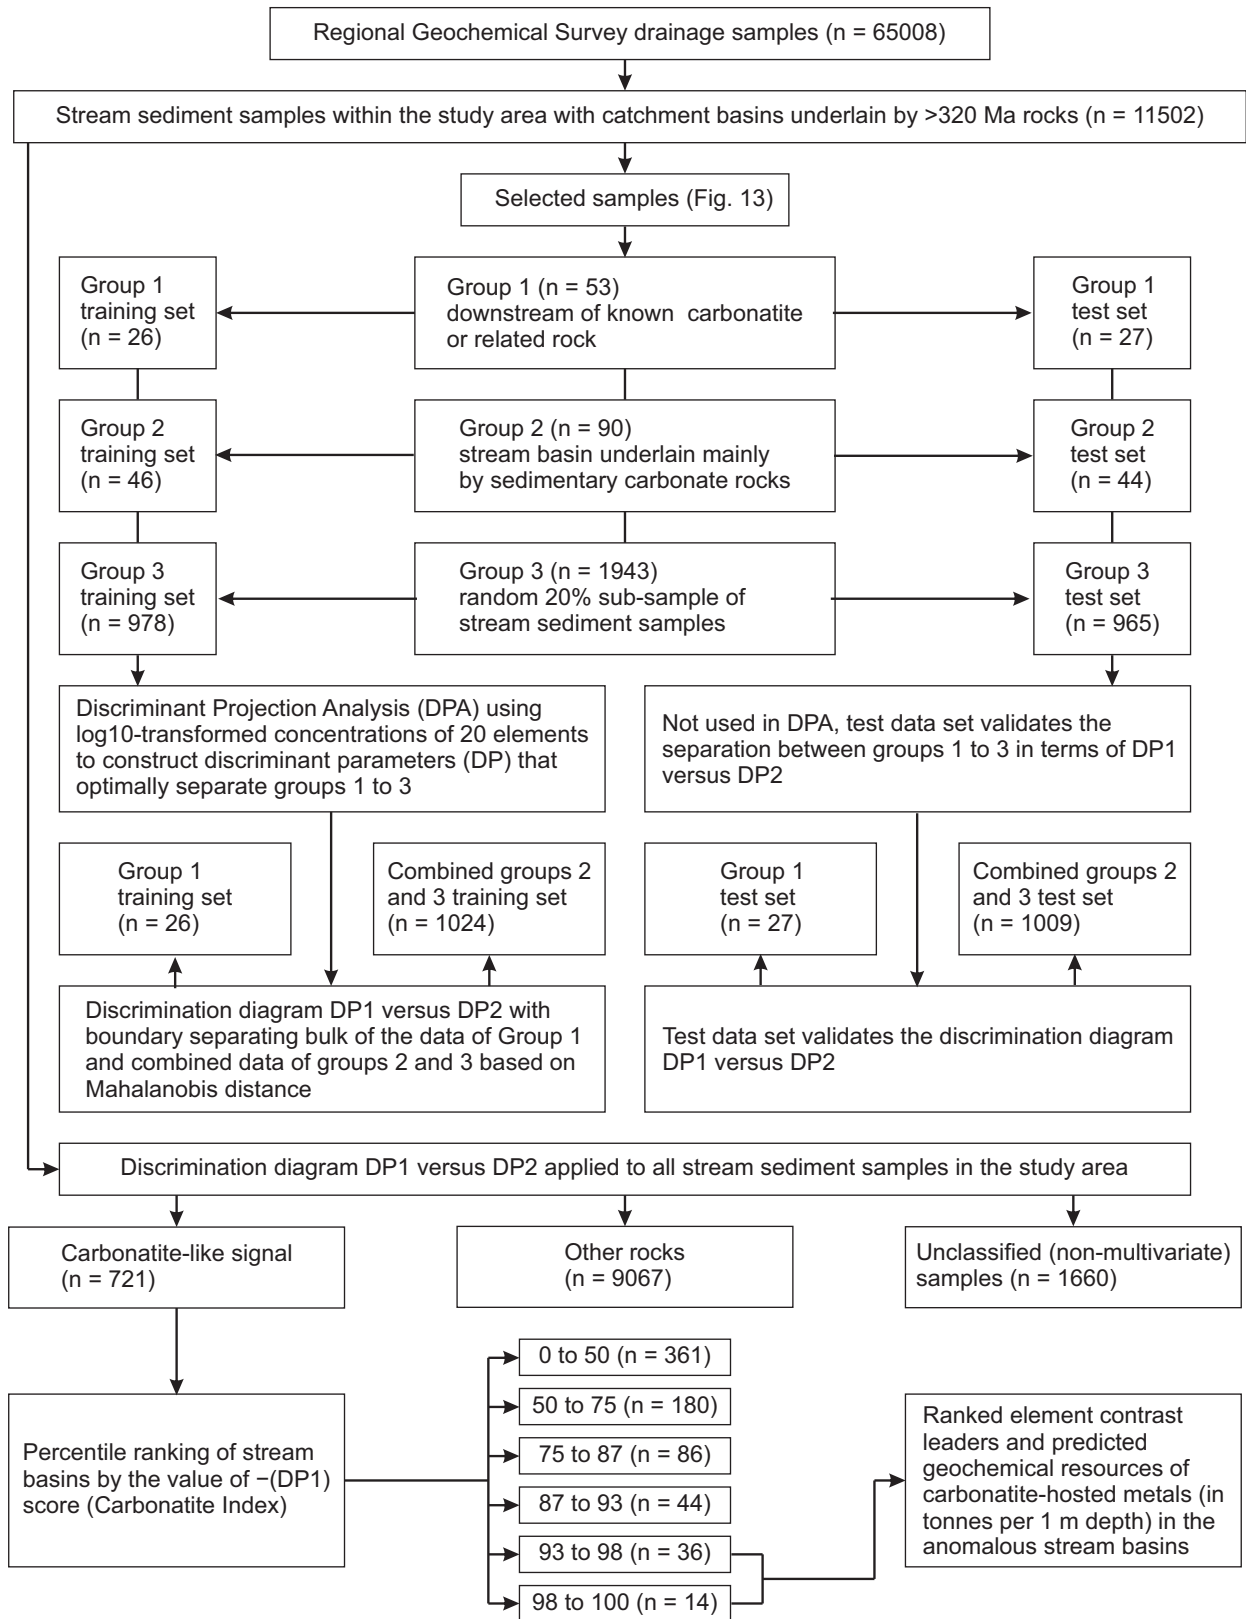 Regional Geochemical Survey drainage samples (n = 65008)
Stream sediment samples within the study area with catchment basins underlain by >320 Ma rocks (n = 11502)
Selected samples (Fig. 13)
Group 1
training set
(n = 26)
Group 1 (n = 53)
downstream of known carbonatite
or related rock
Group 1
test set
(n = 27)
Group 2
training set
(n = 46)
Group 2 (n = 90)
stream basin underlain mainly
by sedimentary carbonate rocks
Group 2
test set
(n = 44)
Group 3
training set
(n = 978)
Group 3 (n = 1943)
random 20% sub-sample of
stream sediment samples
Group 3
test set
(n = 965)
Discriminant Projection Analysis (DPA) using
log10-transformed concentrations of 20 elements
to construct discriminant parameters (DP) that
optimally separate groups 1 to 3
Not used in DPA, test data set validates the
separation between groups 1 to 3 in terms of DP1
versus DP2
Group 1
training set
(n = 26)
Combined groups 2
and 3 training set
(n = 1024)
Group 1
test set
(n = 27)
Combined groups 2
and 3 test set
(n = 1009)
Discrimination diagram DP1 versus DP2 with
boundary separating bulk of the data of Group 1
and combined data of groups 2 and 3 based on
Mahalanobis distance
Test data set validates the discrimination diagram
DP1 versus DP2
Discrimination diagram DP1 versus DP2 applied to all stream sediment samples in the study area
Carbonatite-like signal
(n = 721)
Other rocks
(n = 9067)
Unclassified (non-multivariate)
samples (n = 1660)
Percentile ranking of stream
basins by the value of −(DP1)
score (Carbonatite Index)
0 to 50 (n = 361)
50 to 75 (n = 180)
75 to 87 (n = 86)
87 to 93 (n = 44)
93 to 98 (n = 36)
98 to 100 (n = 14)
Ranked element contrast
leaders and predicted
geochemical resources of
carbonatite-hosted metals (in
tonnes per 1 m depth) in the
anomalous stream basins